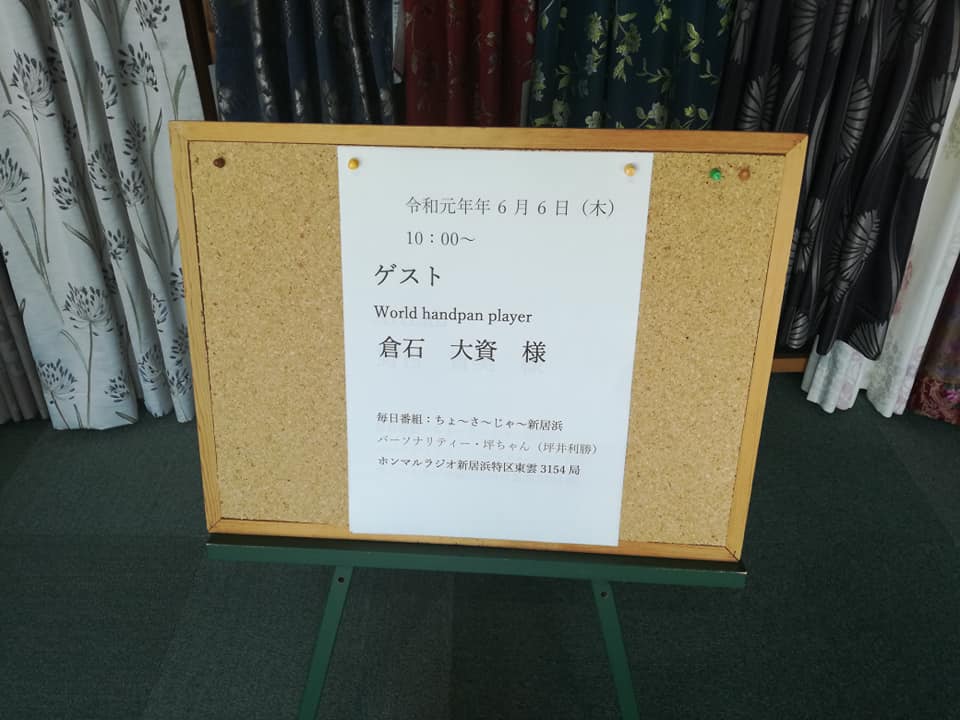 令和元年年 6 月 6 日（木）
10：00～
ゲスト
World handpan player
倉石　大資　様
毎日番組：ちょ～さ～じゃ～新居浜
パーソナリティー・坪ちゃん（坪井利勝）
ホンマルラジオ新居浜特区東雲 3154 局